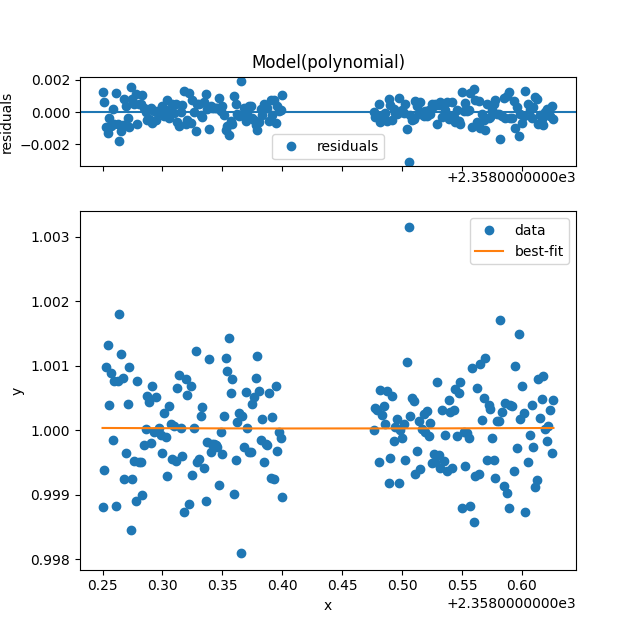 Model(polynomial)
0.002
0.000
−0.002
residuals
residuals
+2.3580000000e3
1.003
1.002
1.001
1.000
0.999
0.998
y
data
best-fit
0.25 0.30 0.35 0.40 0.45 0.50 0.55 0.60
x
+2.3580000000e3